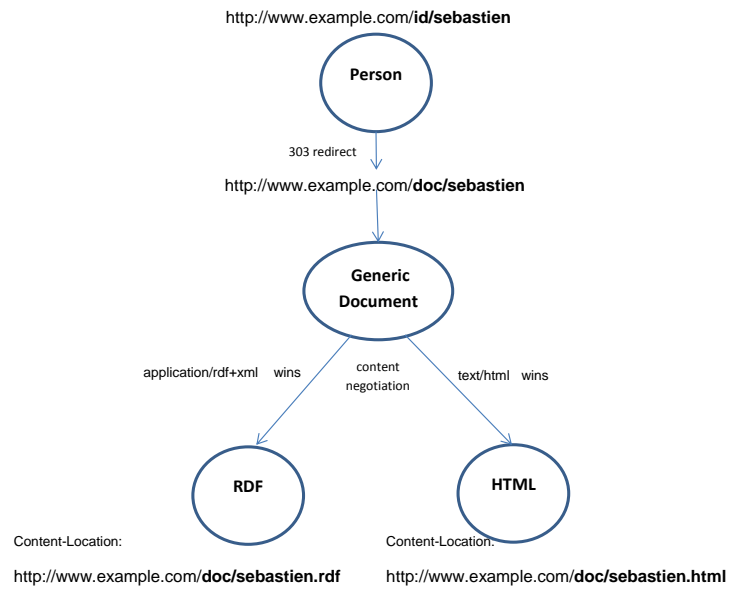 http://www.example.com/id/sebastien
Person
303 redirect
http://www.example.com/doc/sebastien
Generic
Document
application/rdf+xml wins
content
negotiation
text/html wins
RDF
HTML
Content-Location:
http://www.example.com/doc/sebastien.rdf
Content-Location:
http://www.example.com/doc/sebastien.html